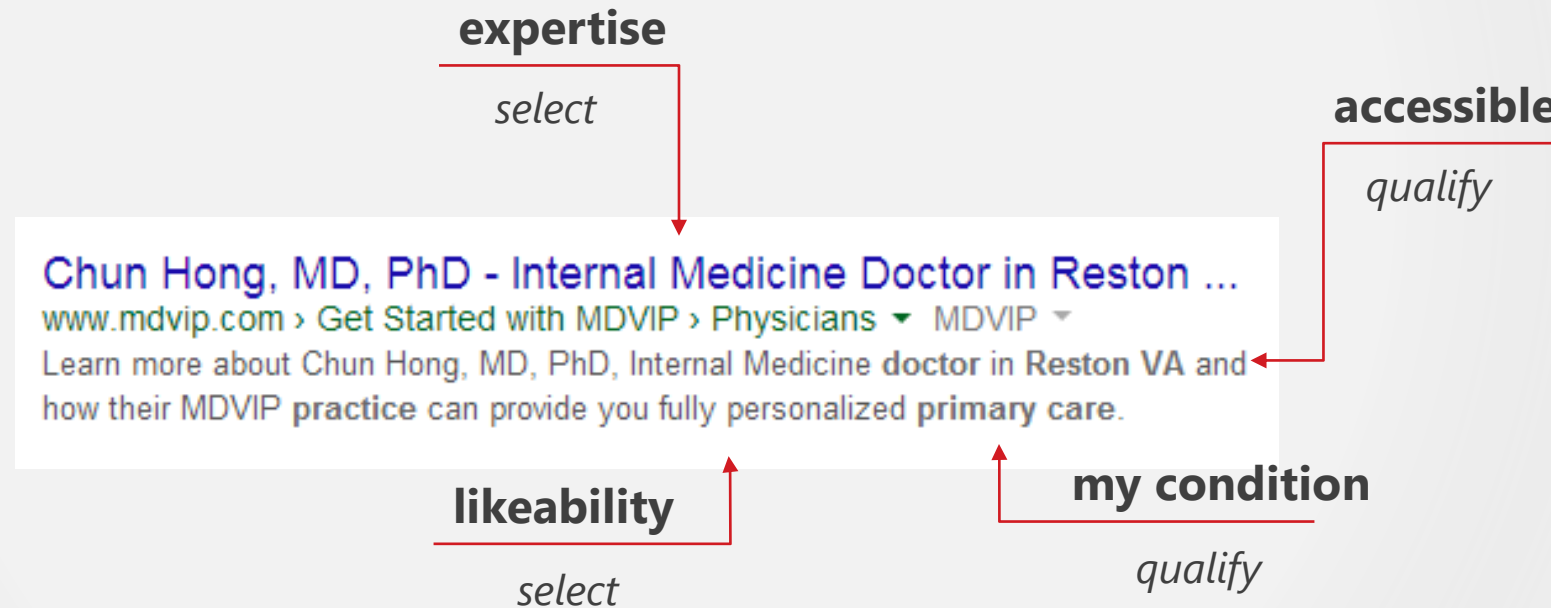 expertise
select
accessible
qualify
Chun Hong, MD, PhD - Internal Medicine Doctor in Reston ...
www.mdvip.com › Get Started with MDVIP › Physicians ▾ MDVIP ▾
Learn more about Chun Hong, MD, PhD, Internal Medicine doctor in Reston VA and
how their MDVIP practice can provide you fully personalized primary care.
likeability
select
my condition
qualify